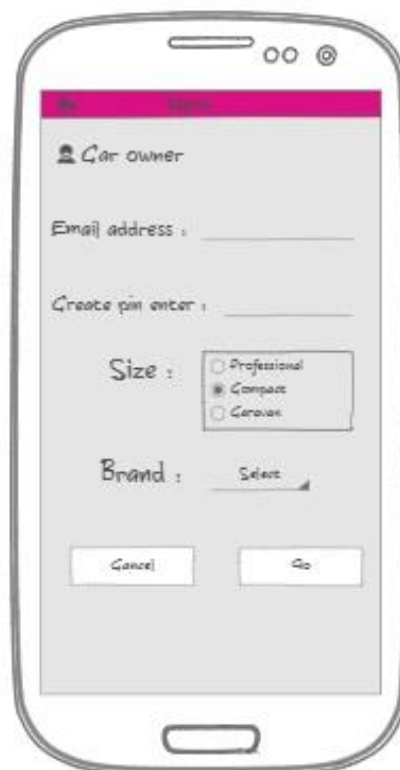 Car owner
Email address :
Create pin enter :
Size :
Professional
Compact
Caravan
Brand :
Select
Cancel
Go